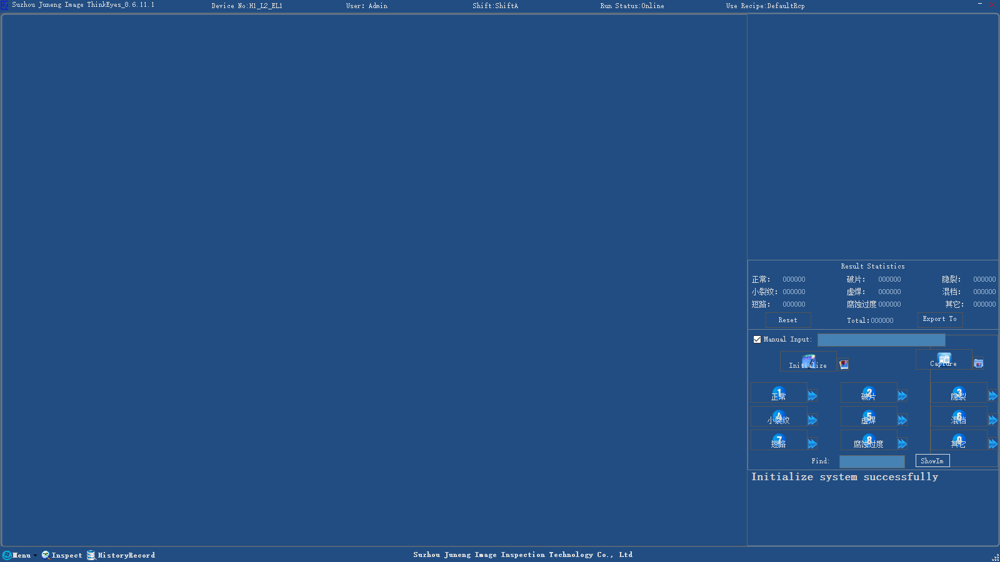 Suzhou Juneng Image ThinkEyes_8.6.11.1 Device No:H1_L2_EL1 User: Admin Shift:ShiftA Run Status:Online Use Recipe:DefaultRcp
Result Statistics
正常: 000000 破片: 000000 隐裂: 000000
小裂纹: 000000 虚焊: 000000 混档: 000000
短路: 000000 腐蚀过度 000000 其它: 000000
Reset Total:000000 Export To
Manual Input:
Initialize Capture
1 正常 2 破片 3 隐裂
4 小裂纹 5 虚焊 6 混档
7 短路 8 腐蚀过度 9 其它
Find: ShowIm
Initialize system successfully
Menu Inspect HistoryRecord Suzhou Juneng Image Inspection Technology Co., Ltd